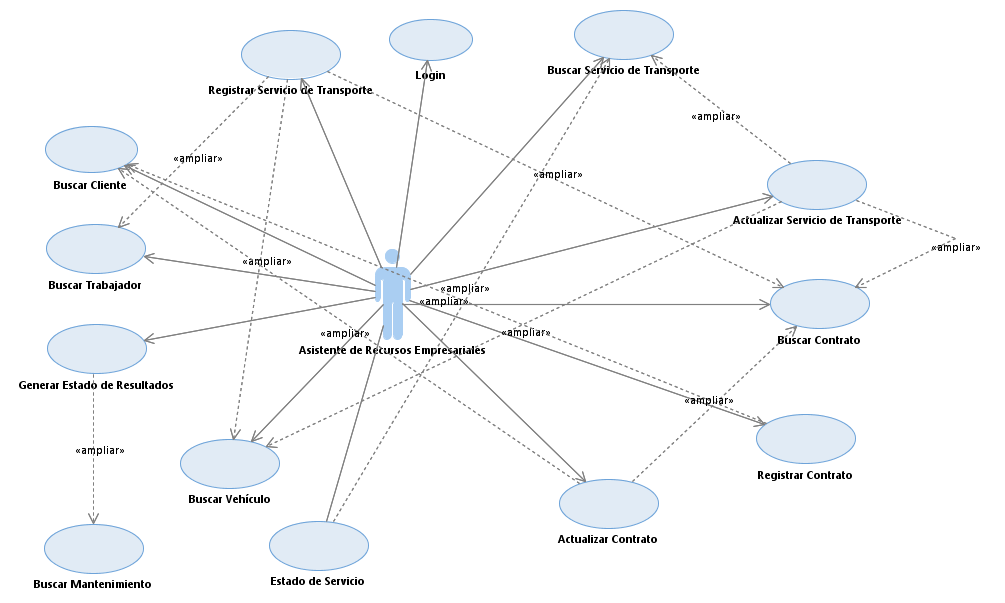 Login
Buscar Servicio de Transporte
Registrar Servicio de Transporte
«ampliar»
«ampliar»
«ampliar»
Buscar Cliente
Actualizar Servicio de Transporte
«ampliar»
«ampliar»
Buscar Trabajador
«ampliar»
«ampliar»
«ampliar»
«ampliar»
Buscar Contrato
Asistente de Recursos Empresariales
Generar Estado de Resultados
«ampliar»
«ampliar»
Registrar Contrato
Buscar Vehículo
Actualizar Contrato
Estado de Servicio
Buscar Mantenimiento